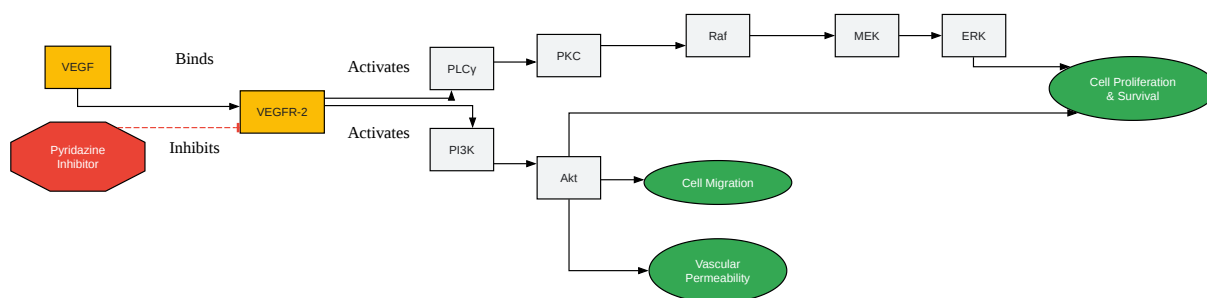 VEGF
Binds
Pyridazine
Inhibitor
Inhibits
VEGFR-2
Activates
Activates
PLCγ
PI3K
PKC
Akt
Raf
MEK
ERK
Cell Proliferation
& Survival
Cell Migration
Vascular
Permeability